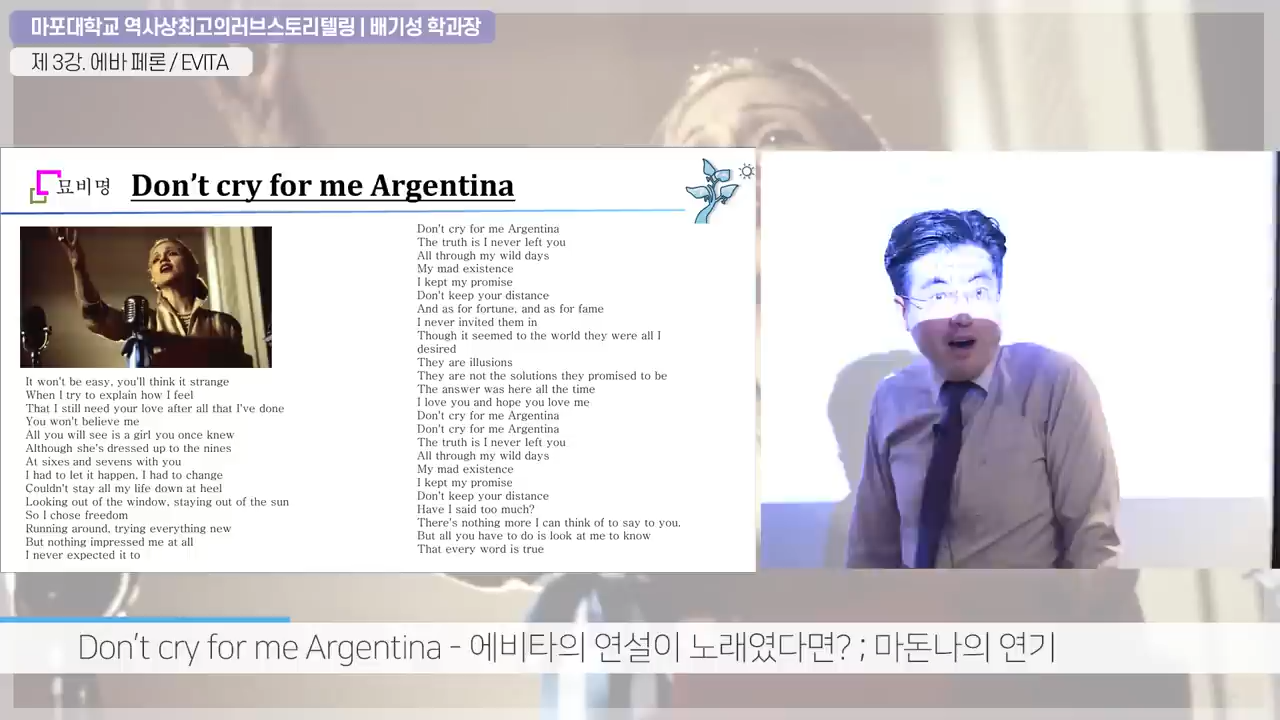 마포대학교 역사상최고의러브스토리텔링 | 배기성 학과장
제 3강. 에바 페론 / EVITA
묘비명 Don't cry for me Argentina
It won't be easy, you'll think it strange
When I try to explain how I feel
That I still need your love after all that I've done
You won't believe me
All you will see is a girl you once knew
Although she's dressed up to the nines
At sixes and sevens with you
I had to let it happen, I had to change
Couldn't stay all my life down at heel
Looking out of the window, staying out of the sun
So I chose freedom
Running around, trying everything new
But nothing impressed me at all
I never expected it to
Don't cry for me Argentina
The truth is I never left you
All through my wild days
My mad existence
I kept my promise
Don't keep your distance
And as for fortune, and as for fame
I never invited them in
Though it seemed to the world they were all I
desired
They are illusions
They are not the solutions they promised to be
The answer was here all the time
I love you and hope you love me
Don't cry for me Argentina
Don't cry for me Argentina
The truth is I never left you
All through my wild days
My mad existence
I kept my promise
Don't keep your distance
Have I said too much?
There's nothing more I can think of to say to you.
But all you have to do is look at me to know
That every word is true
Don't cry for me Argentina - 에비타의 연설이 노래였다면? ; 마돈나의 연기